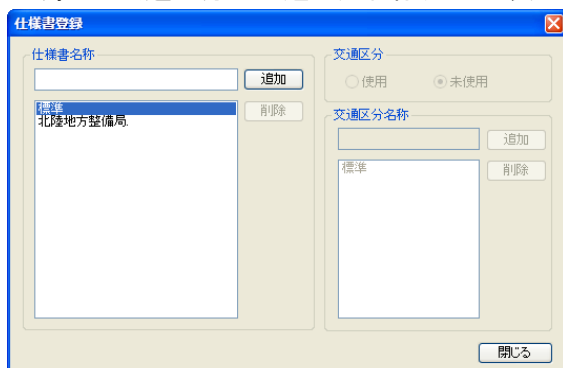 仕様書登録
仕様書名称
追加
標準
北陸地方整備局
削除
交通区分
使用
未使用
交通区分名称
追加
標準
削除
閉じる